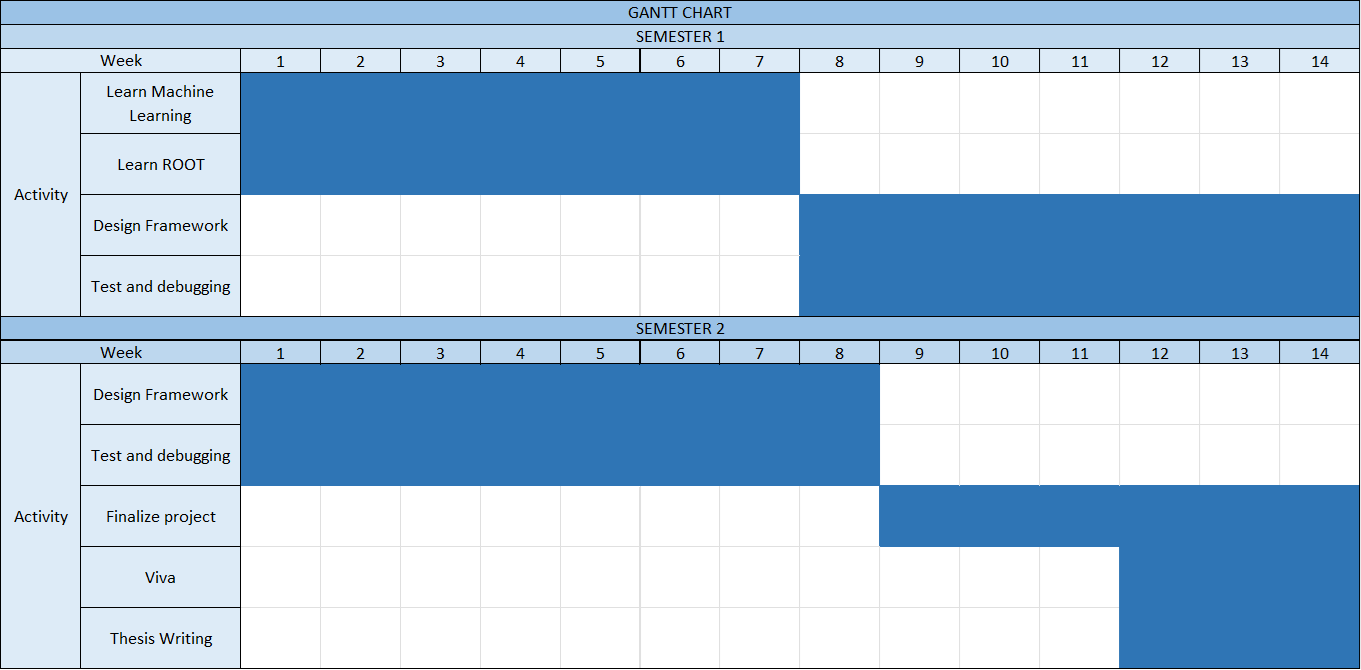 GANTT CHART
SEMESTER 1
Week 1 2 3 4 5 6 7 8 9 10 11 12 13 14
Activity
Learn Machine
Learning
Learn ROOT
Design Framework
Test and debugging
SEMESTER 2
Week 1 2 3 4 5 6 7 8 9 10 11 12 13 14
Activity
Design Framework
Test and debugging
Finalize project
Viva
Thesis Writing